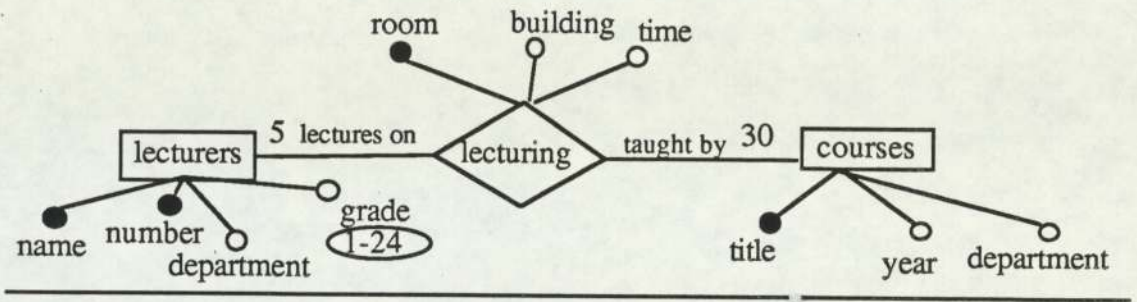 room building time
lecturers 5 lectures on lecturing taught by 30 courses
name number department grade
1-24
title year department